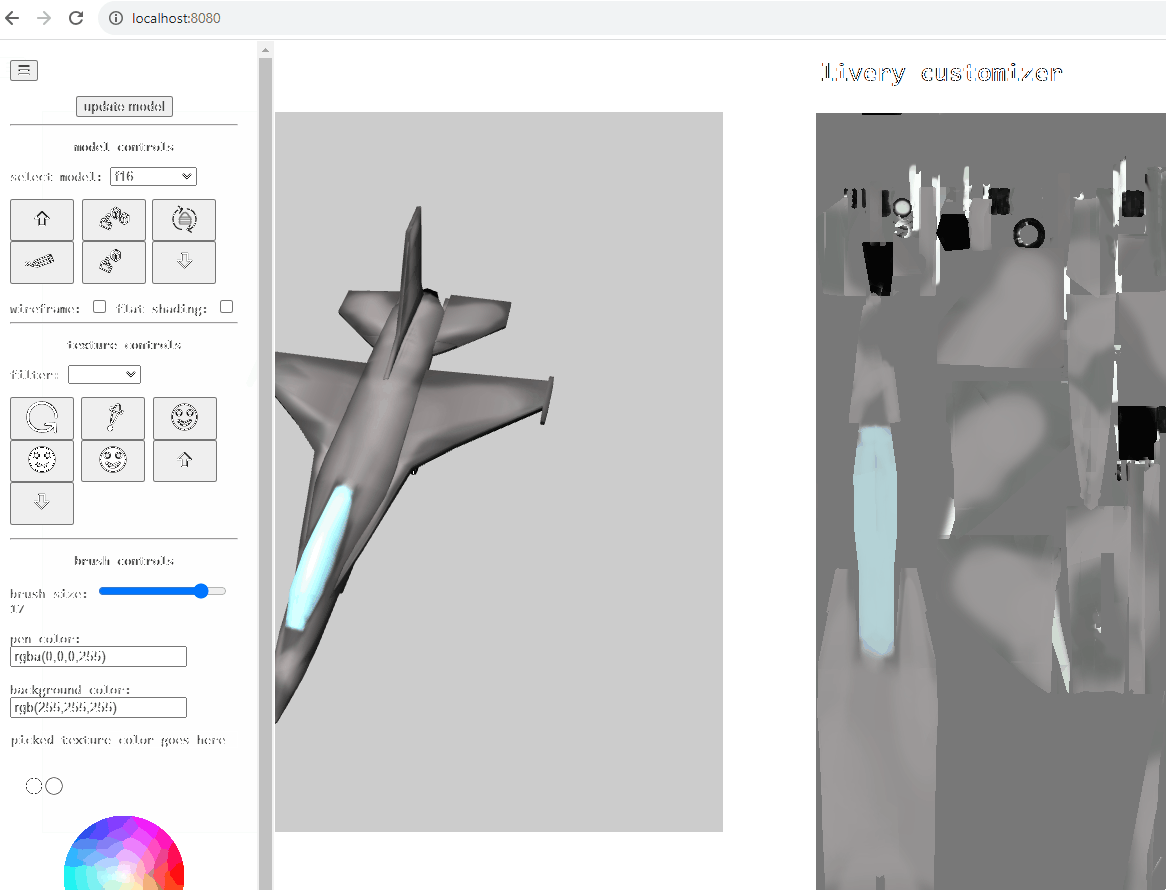 localhost:8080
livery customizer
update model
model controls
select model: f16
wireframe: flat shading:
texture controls
filter:
brush controls
brush size:
17
pen color:
rgba(0,0,0,255)
background color:
rgb(255,255,255)
picked texture color goes here